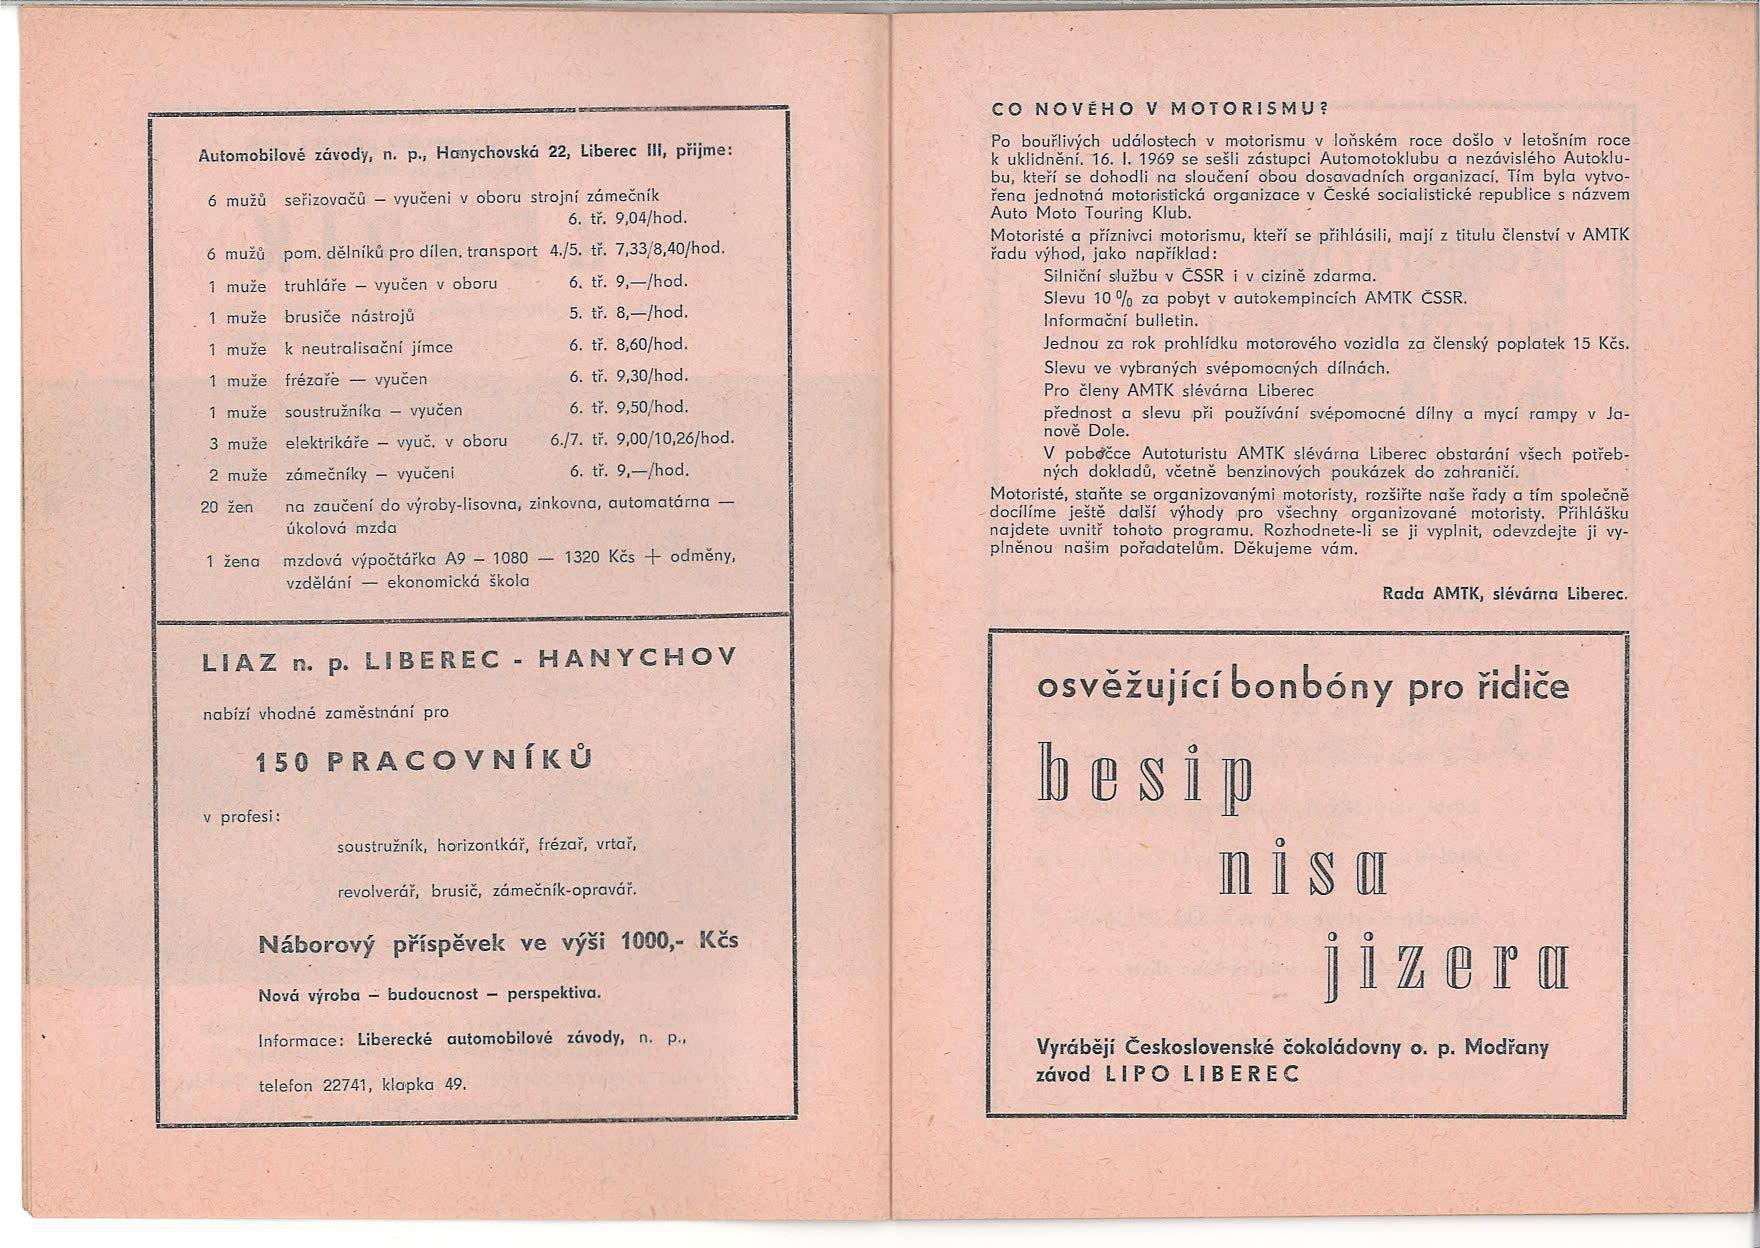 Automobilové závody, n. p., Hanychovská 22, Liberec III, přijme:
6 mužů seřizovačů – vyučeni v oboru strojní zámečník
6. tř. 9,04/hod.
6 mužů pom. dělníků pro dílen. transport 4./5. tř. 7,33/8,40/hod.
1 muže truhláře – vyučen v oboru 6. tř. 9,—/hod.
1 muže brusiče nástrojů 5. tř. 8,—/hod.
1 muže k neutralisační jímce 6. tř. 8,60/hod.
1 muže frézaře — vyučen 6. tř. 9,30/hod.
1 muže soustružníka – vyučen 6. tř. 9,50/hod.
3 muže elektrikáře – vyuč. v oboru 6./7. tř. 9,00/10,26/hod.
2 muže zámečníky – vyučeni 6. tř. 9,—/hod.
20 žen na zaučení do výroby-lisovna, zinkovna, automatárna —
úkolová mzda
1 žena mzdová výpočtářka A9 – 1080 — 1320 Kčs + odměny,
vzdělání — ekonomická škola
LIAZ n. p. LIBEREC - HANYCHOV
nabízí vhodné zaměstnání pro
150 PRACOVNÍKŮ
v profesi:
soustružník, horizontkář, frézař, vrtař,
revolverář, brusič, zámečník-opravář.
Náborový příspěvek ve výši 1000,- Kčs
Nová výroba – budoucnost – perspektiva.
Informace: Liberecké automobilové závody, n. p.,
telefon 22741, klapka 49.
CO NOVÉHO V MOTORISMU?
Po bouřlivých událostech v motorismu v loňském roce došlo v letošním roce
k uklidnění. 16. I. 1969 se sešli zástupci Automotoklubu a nezávislého Autoklu-
bu, kteří se dohodli na sloučení obou dosavadních organizací. Tím byla vytvo-
řena jednotná motoristická organizace v České socialistické republice s názvem
Auto Moto Touring Klub.
Motoristé a příznivci motorismu, kteří se přihlásili, mají z titulu členství v AMTK
řadu výhod, jako například:
Silniční službu v ČSSR i v cizině zdarma.
Slevu 10 % za pobyt v autokempincích AMTK ČSSR.
Informační bulletin.
Jednou za rok prohlídku motorového vozidla za členský poplatek 15 Kčs.
Slevu ve vybraných svépomocných dílnách.
Pro členy AMTK slévárna Liberec
přednost a slevu při používání svépomocné dílny a mycí rampy v Ja-
nově Dole.
V pobočce Autoturistu AMTK slévárna Liberec obstarání všech potřeb-
ných dokladů, včetně benzinových poukázek do zahraničí.
Motoristé, staňte se organizovanými motoristy, rozšiřte naše řady a tím společně
docílíme ještě další výhody pro všechny organizované motoristy. Přihlášku
najdete uvnitř tohoto programu. Rozhodnete-li se ji vyplnit, odevzdejte ji vy-
plněnou našim pořadatelům. Děkujeme vám.
Rada AMTK, slévárna Liberec.
osvěžující bonbóny pro řidiče
besip
nisa
jizera
Vyrábějí Československé čokoládovny o. p. Modřany
závod LIPO LIBEREC